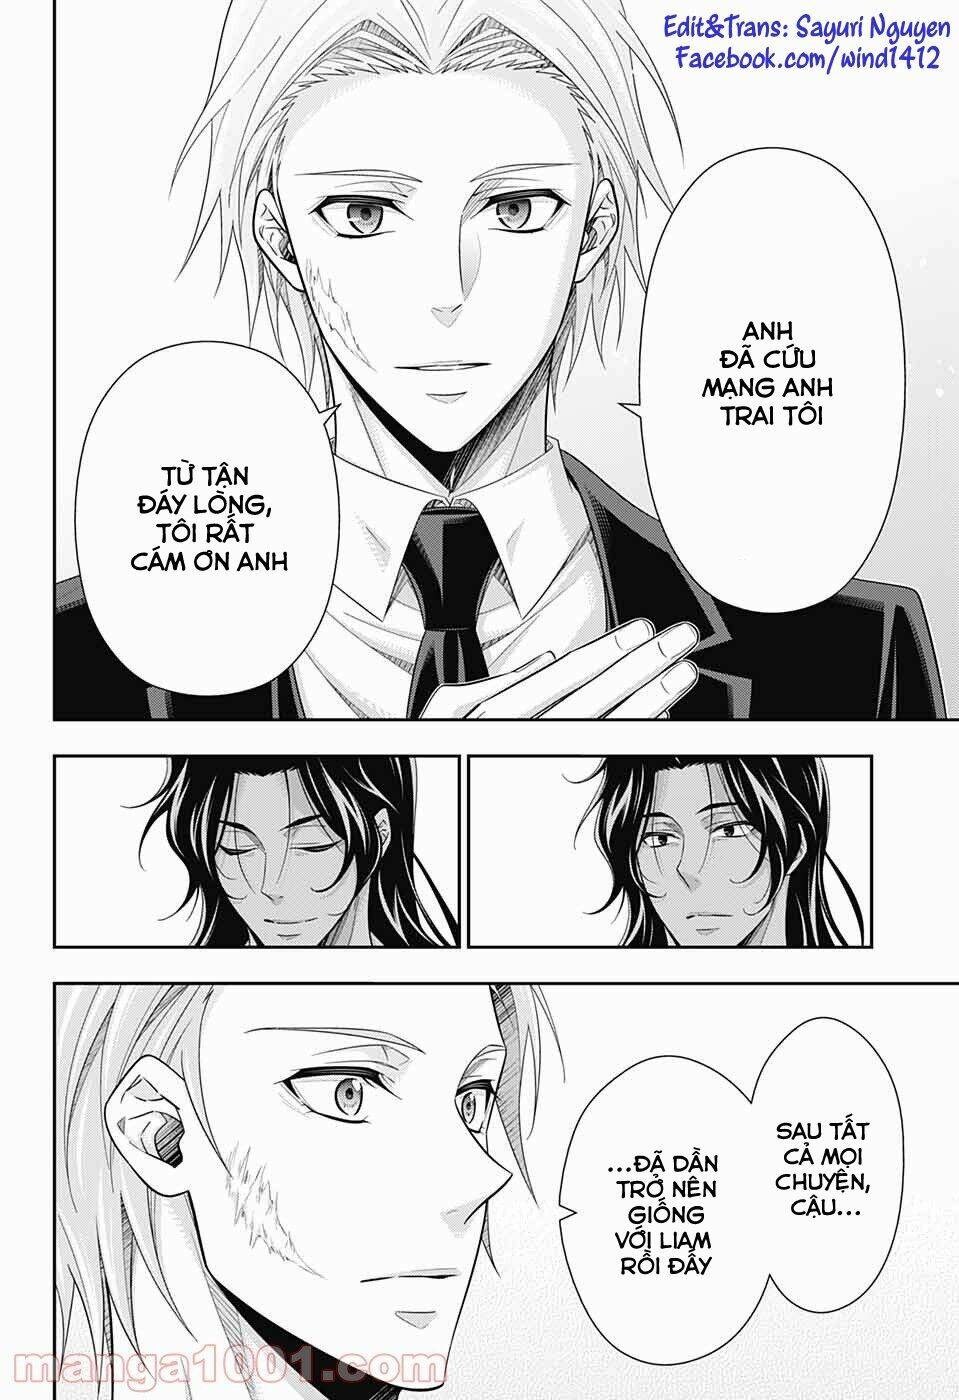 Edit&Trans: Sayuri Nguyen
Facebook.com/wind1412
ANH
ĐÃ CỨU
MẠNG ANH
TRAI TÔI
TỪ TẬN
ĐÁY LÒNG,
TÔI RẤT
CÁM ƠN ANH
SAU TẤT
CẢ MỌI
CHUYỆN,
CẬU...
...ĐÃ DẦN
TRỞ NÊN
GIỐNG
VỚI LIAM
RỒI ĐẤY
manga1001.com